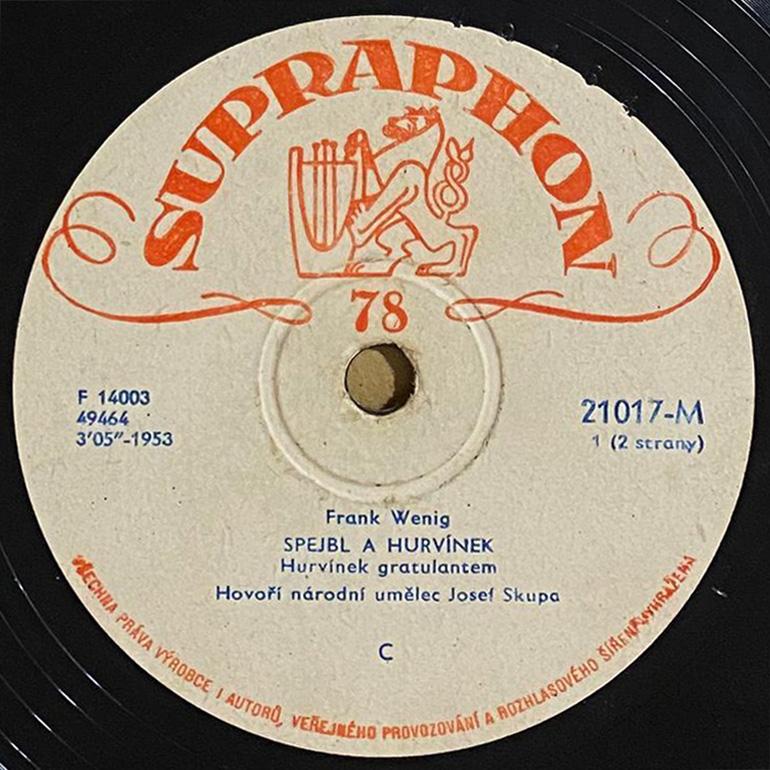 SUPRAPHON
78
F 14003
49464
3'05"-1953
21017-M
1 (2 strany)
Frank Wenig
SPEJBL A HURVÍNEK
Hurvínek gratulantem
Hovoří národní umělec Josef Skupa
C
VŠECHNA PRÁVA VÝROBCE I AUTORŮ, VEŘEJNÉHO PROVOZOVÁNÍ A ROZHLASOVÉHO ŠÍŘENÍ VYHRAŽENA